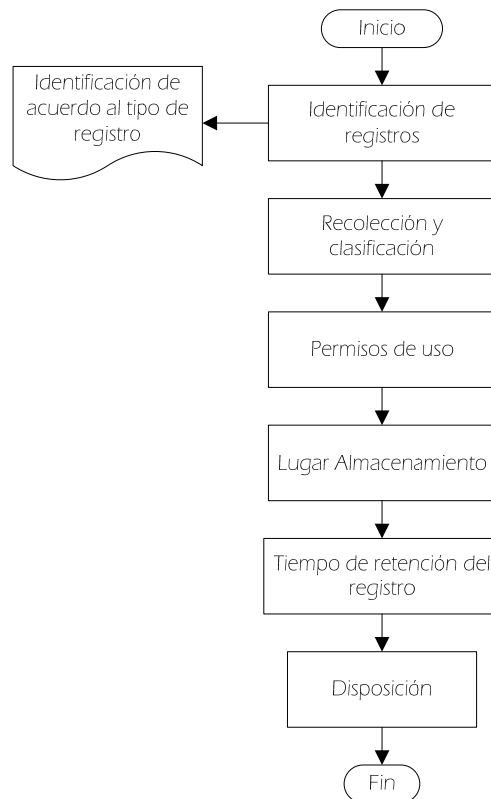 Inicio
Identificación de
acuerdo al tipo de
registro
Identificación de
registros
Recolección y
clasificación
Permisos de uso
Lugar Almacenamiento
Tiempo de retención del
registro
Disposición
Fin